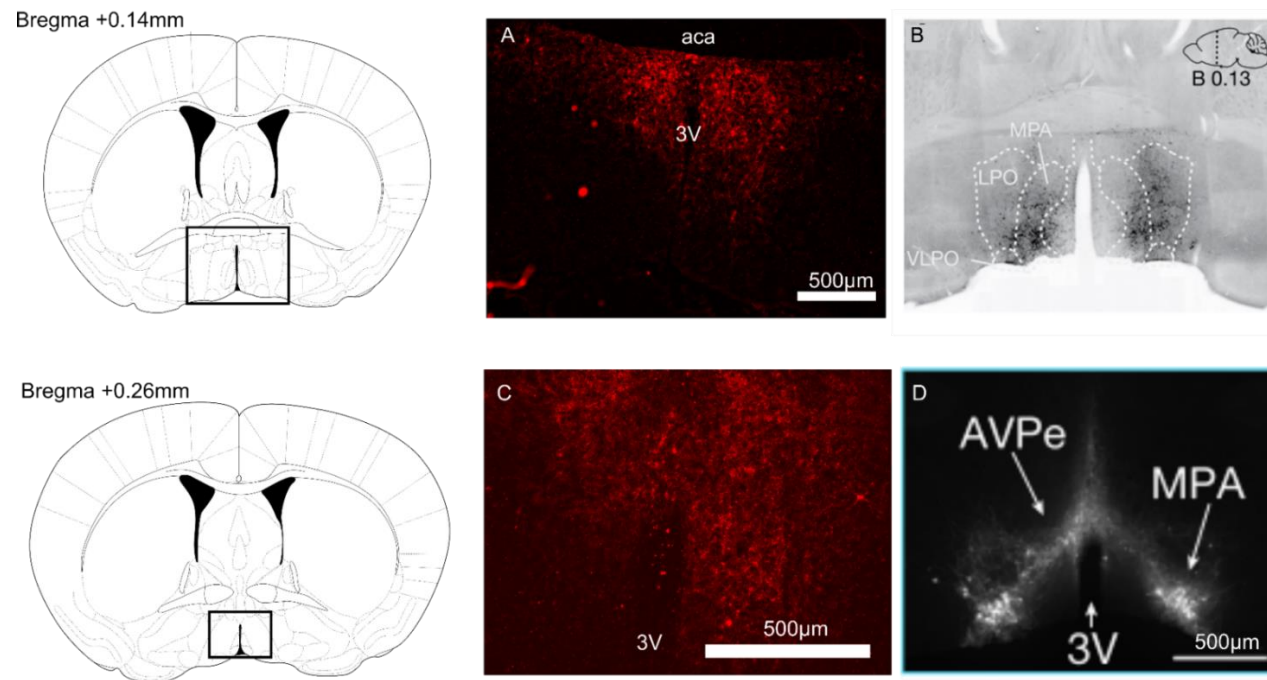 Bregma +0.14mm
A
aca
3V
500µm
B
B 0.13
MPA
LPO
VLPO
Bregma +0.26mm
C
3V
500µm
D
AVPe
MPA
3V
500µm